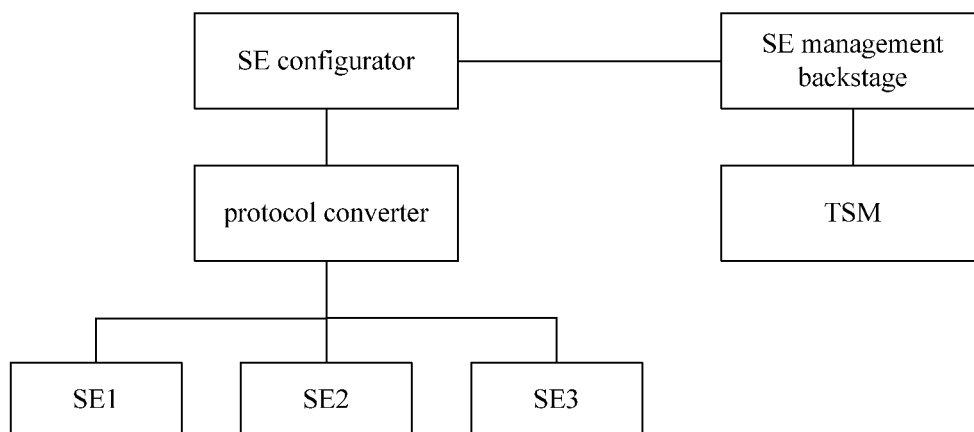 SE configurator
SE management
backstage
protocol converter
TSM
SE1
SE2
SE3